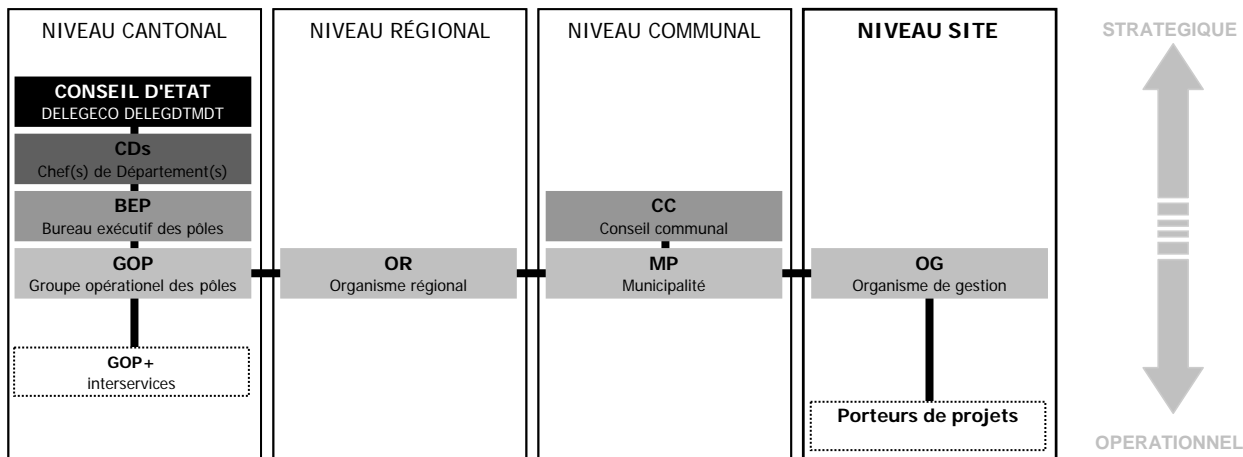 NIVEAU CANTONAL
NIVEAU RÉGIONAL
NIVEAU COMMUNAL
NIVEAU SITE
STRATEGIQUE
CONSEIL D'ETAT
DELEGECO DELEGDTMDT
CDs
Chef(s) de Département(s)
BEP
Bureau exécutif des pôles
CC
Conseil communal
GOP
Groupe opérationel des pôles
OR
Organisme régional
MP
Municipalité
OG
Organisme de gestion
GOP+
interservices
Porteurs de projets
OPERATIONNEL